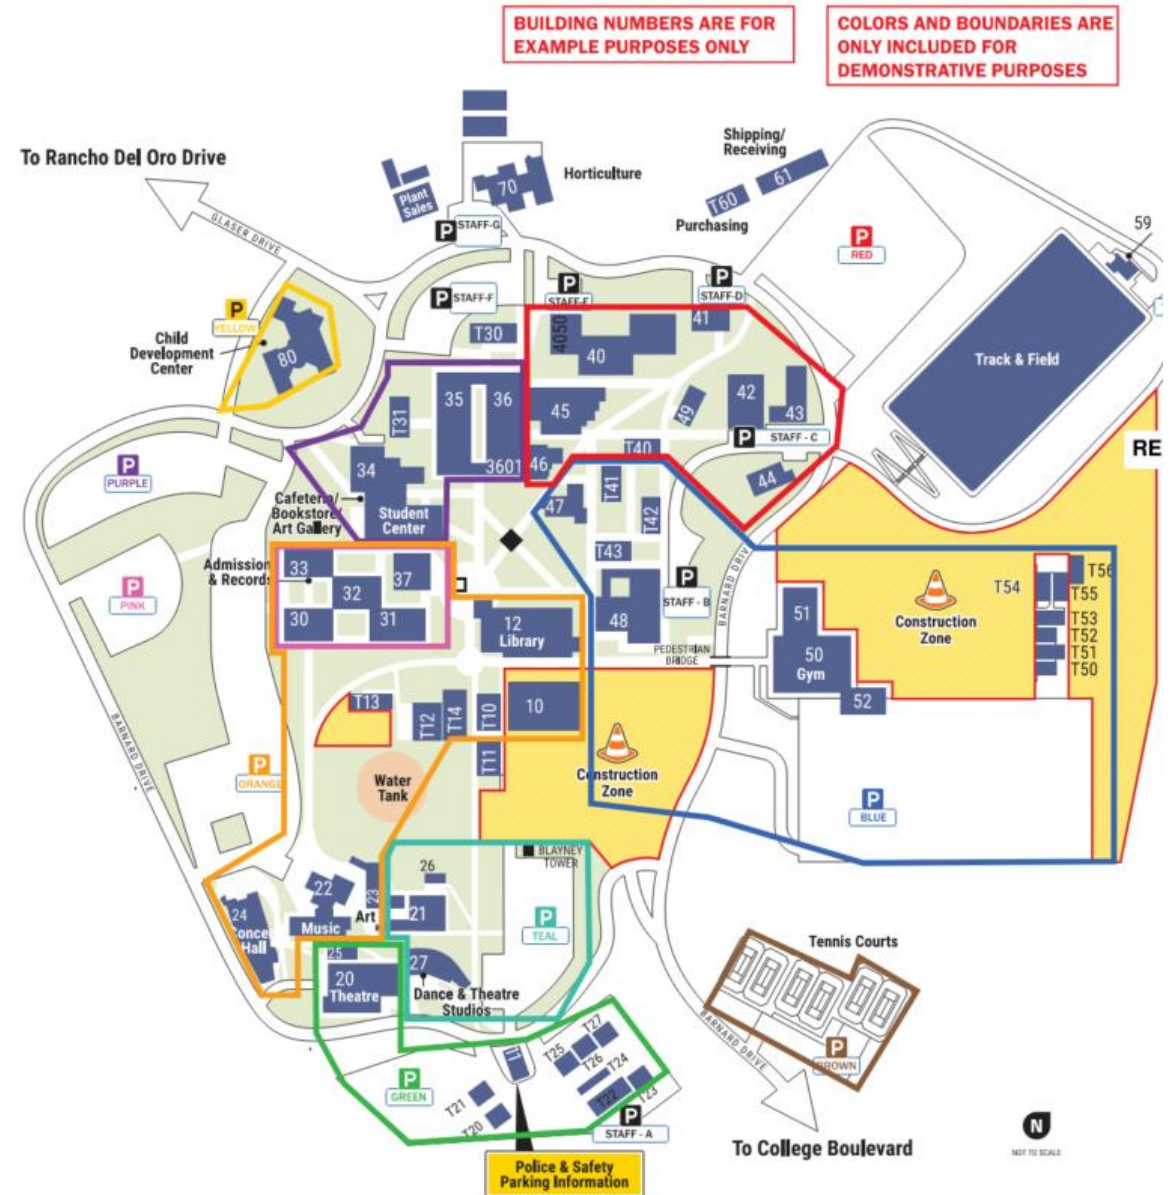 BUILDING NUMBERS ARE FOR
EXAMPLE PURPOSES ONLY
COLORS AND BOUNDARIES ARE
ONLY INCLUDED FOR
DEMONSTRATIVE PURPOSES
To Rancho Del Oro Drive
GLASER DRIVE
Plant
Sales
70
Horticulture
Shipping/
Receiving
61
T60
Purchasing
59
P
STAFF-G
P
STAFF-F
P
STAFF-E
P
STAFF-D
P
RED
P
YELLOW
Child
Development
Center
80
T30
4050
40
41
Track & Field
35
36
T31
45
49
42
43
P
STAFF - C
RE
P
PURPLE
34
3601
46
T40
44
Cafeteria/
Bookstore/
Art Gallery
Student
Center
47
T41
T42
T43
Admission
& Records
33
37
32
30
31
P
PINK
P
STAFF - B
BARNARD DRIV
T54
T56
T55
T53
T52
T51
T50
Construction
Zone
12
Library
48
51
50
Gym
52
PEDESTRIAN
BRIDGE
T13
T12
T14
T10
10
T11
BARNARD DRIVE
P
ORANGE
Water
Tank
Construction
Zone
P
BLUE
BLAYNEY
TOWER
26
22
23
21
Art
Music
24
Conce
Hall
P
TEAL
25
20
Theatre
27
Dance & Theatre
Studios
Tennis Courts
BARNARD DRIVE
P
BROWN
P
GREEN
T21
T20
T1
T25
T27
T26
T24
T22
T23
P
STAFF - A
To College Boulevard
N
NOT TO SCALE
Police & Safety
Parking Information